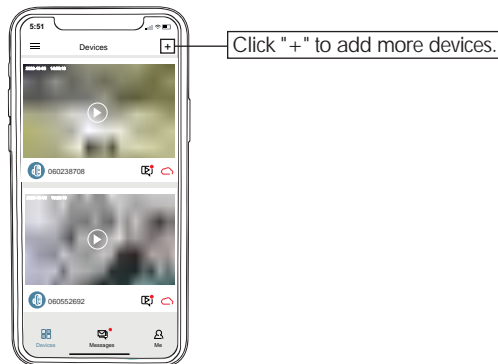 5:51
Devices
Click "+" to add more devices.
060238708
060552692
Devices
Messages
Me